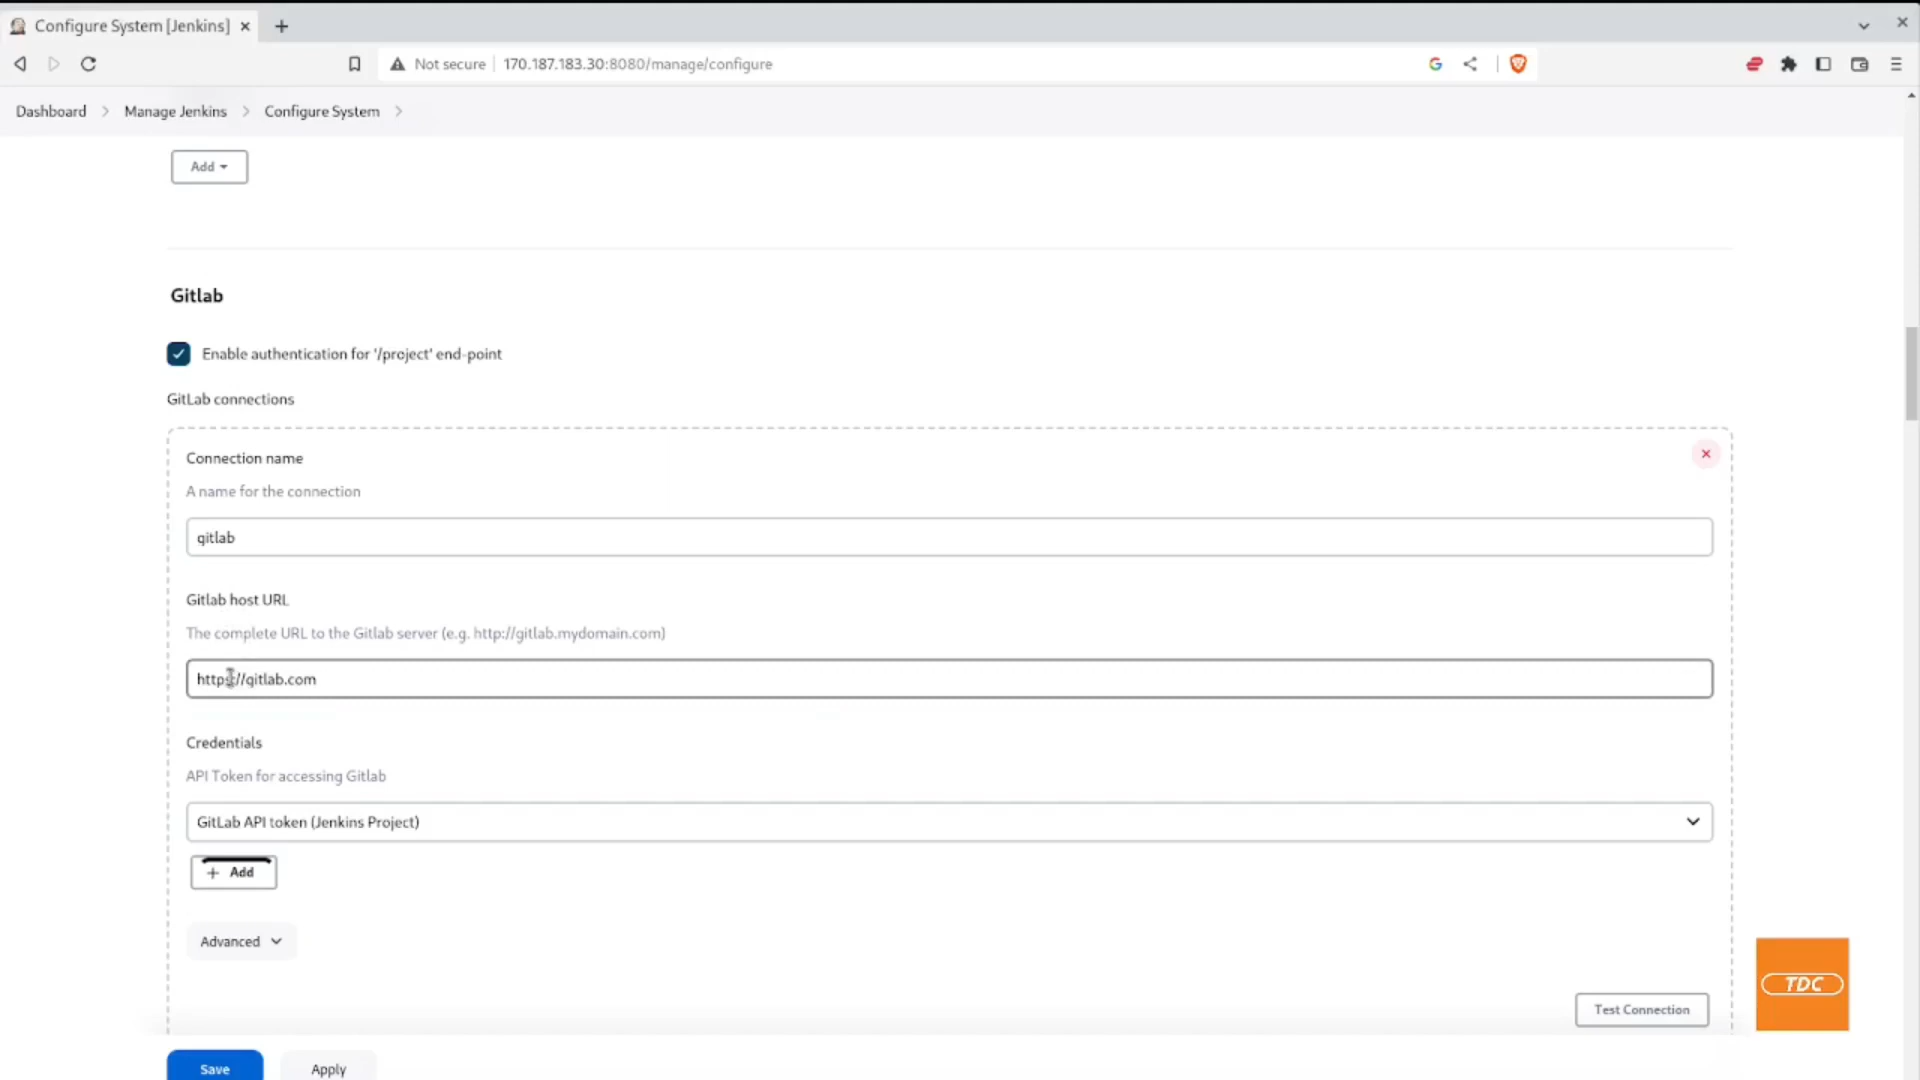 Configure System [Jenkins]
Not secure 170.187.183.30:8080/manage/configure
Dashboard Manage Jenkins Configure System
Add
Gitlab
Enable authentication for '/project' end-point
GitLab connections
Connection name
A name for the connection
gitlab
Gitlab host URL
The complete URL to the Gitlab server (e.g. http://gitlab.mydomain.com)
https://gitlab.com
Credentials
API Token for accessing Gitlab
GitLab API token (Jenkins Project)
+ Add
Advanced
TDC
Test Connection
Save Apply